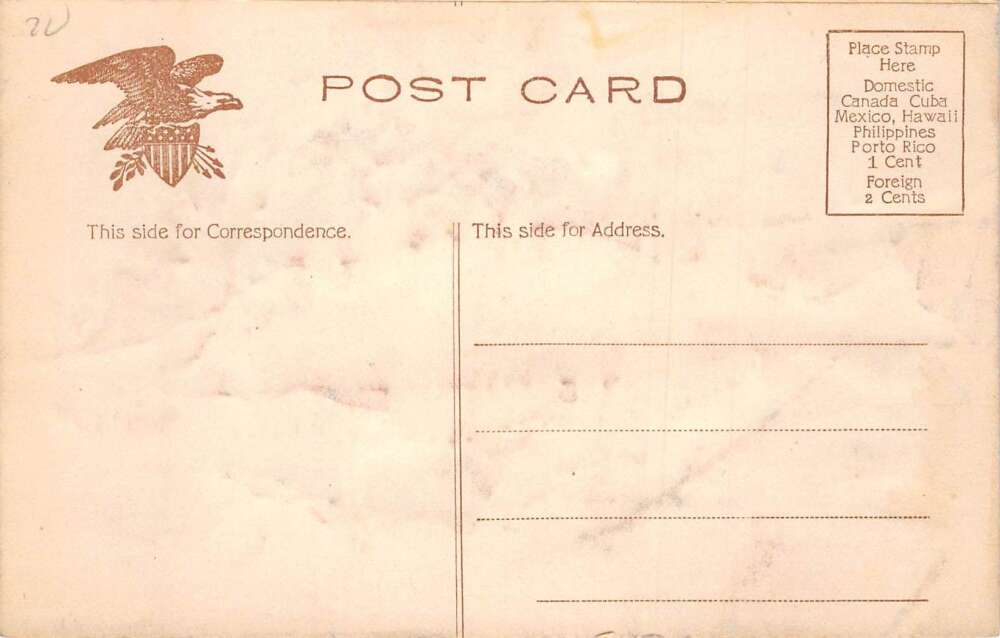 POST CARD
Place Stamp
Here
Domestic
Canada Cuba
Mexico, Hawaii
Philippines
Porto Rico
1 Cent
Foreign
2 Cents
This side for Correspondence.
This side for Address.